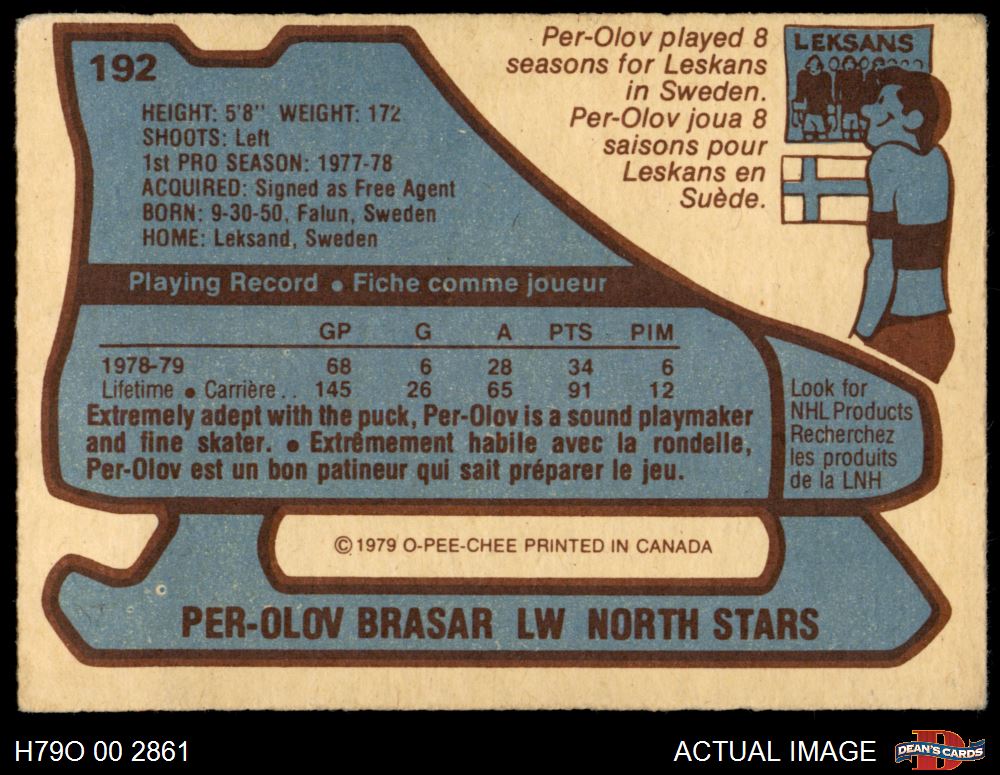 192
Per-Olov played 8
seasons for Leskans
in Sweden.
Per-Olov joua 8
saisons pour
Leskans en
Suède.
LEKSANS
HEIGHT: 5'8" WEIGHT: 172
SHOOTS: Left
1st PRO SEASON: 1977-78
ACQUIRED: Signed as Free Agent
BORN: 9-30-50, Falun, Sweden
HOME: Leksand, Sweden
Playing Record • Fiche comme joueur
GP G A PTS PIM
1978-79 68 6 28 34 6
Lifetime • Carrière . . 145 26 65 91 12
Extremely adept with the puck, Per-Olov is a sound playmaker
and fine skater. • Extrêmement habile avec la rondelle,
Per-Olov est un bon patineur qui sait préparer le jeu.
Look for
NHL Products
Recherchez
les produits
de la LNH
© 1979 O-PEE-CHEE PRINTED IN CANADA
PER-OLOV BRASAR LW NORTH STARS
H79O 00 2861
ACTUAL IMAGE
DEAN'S CARDS